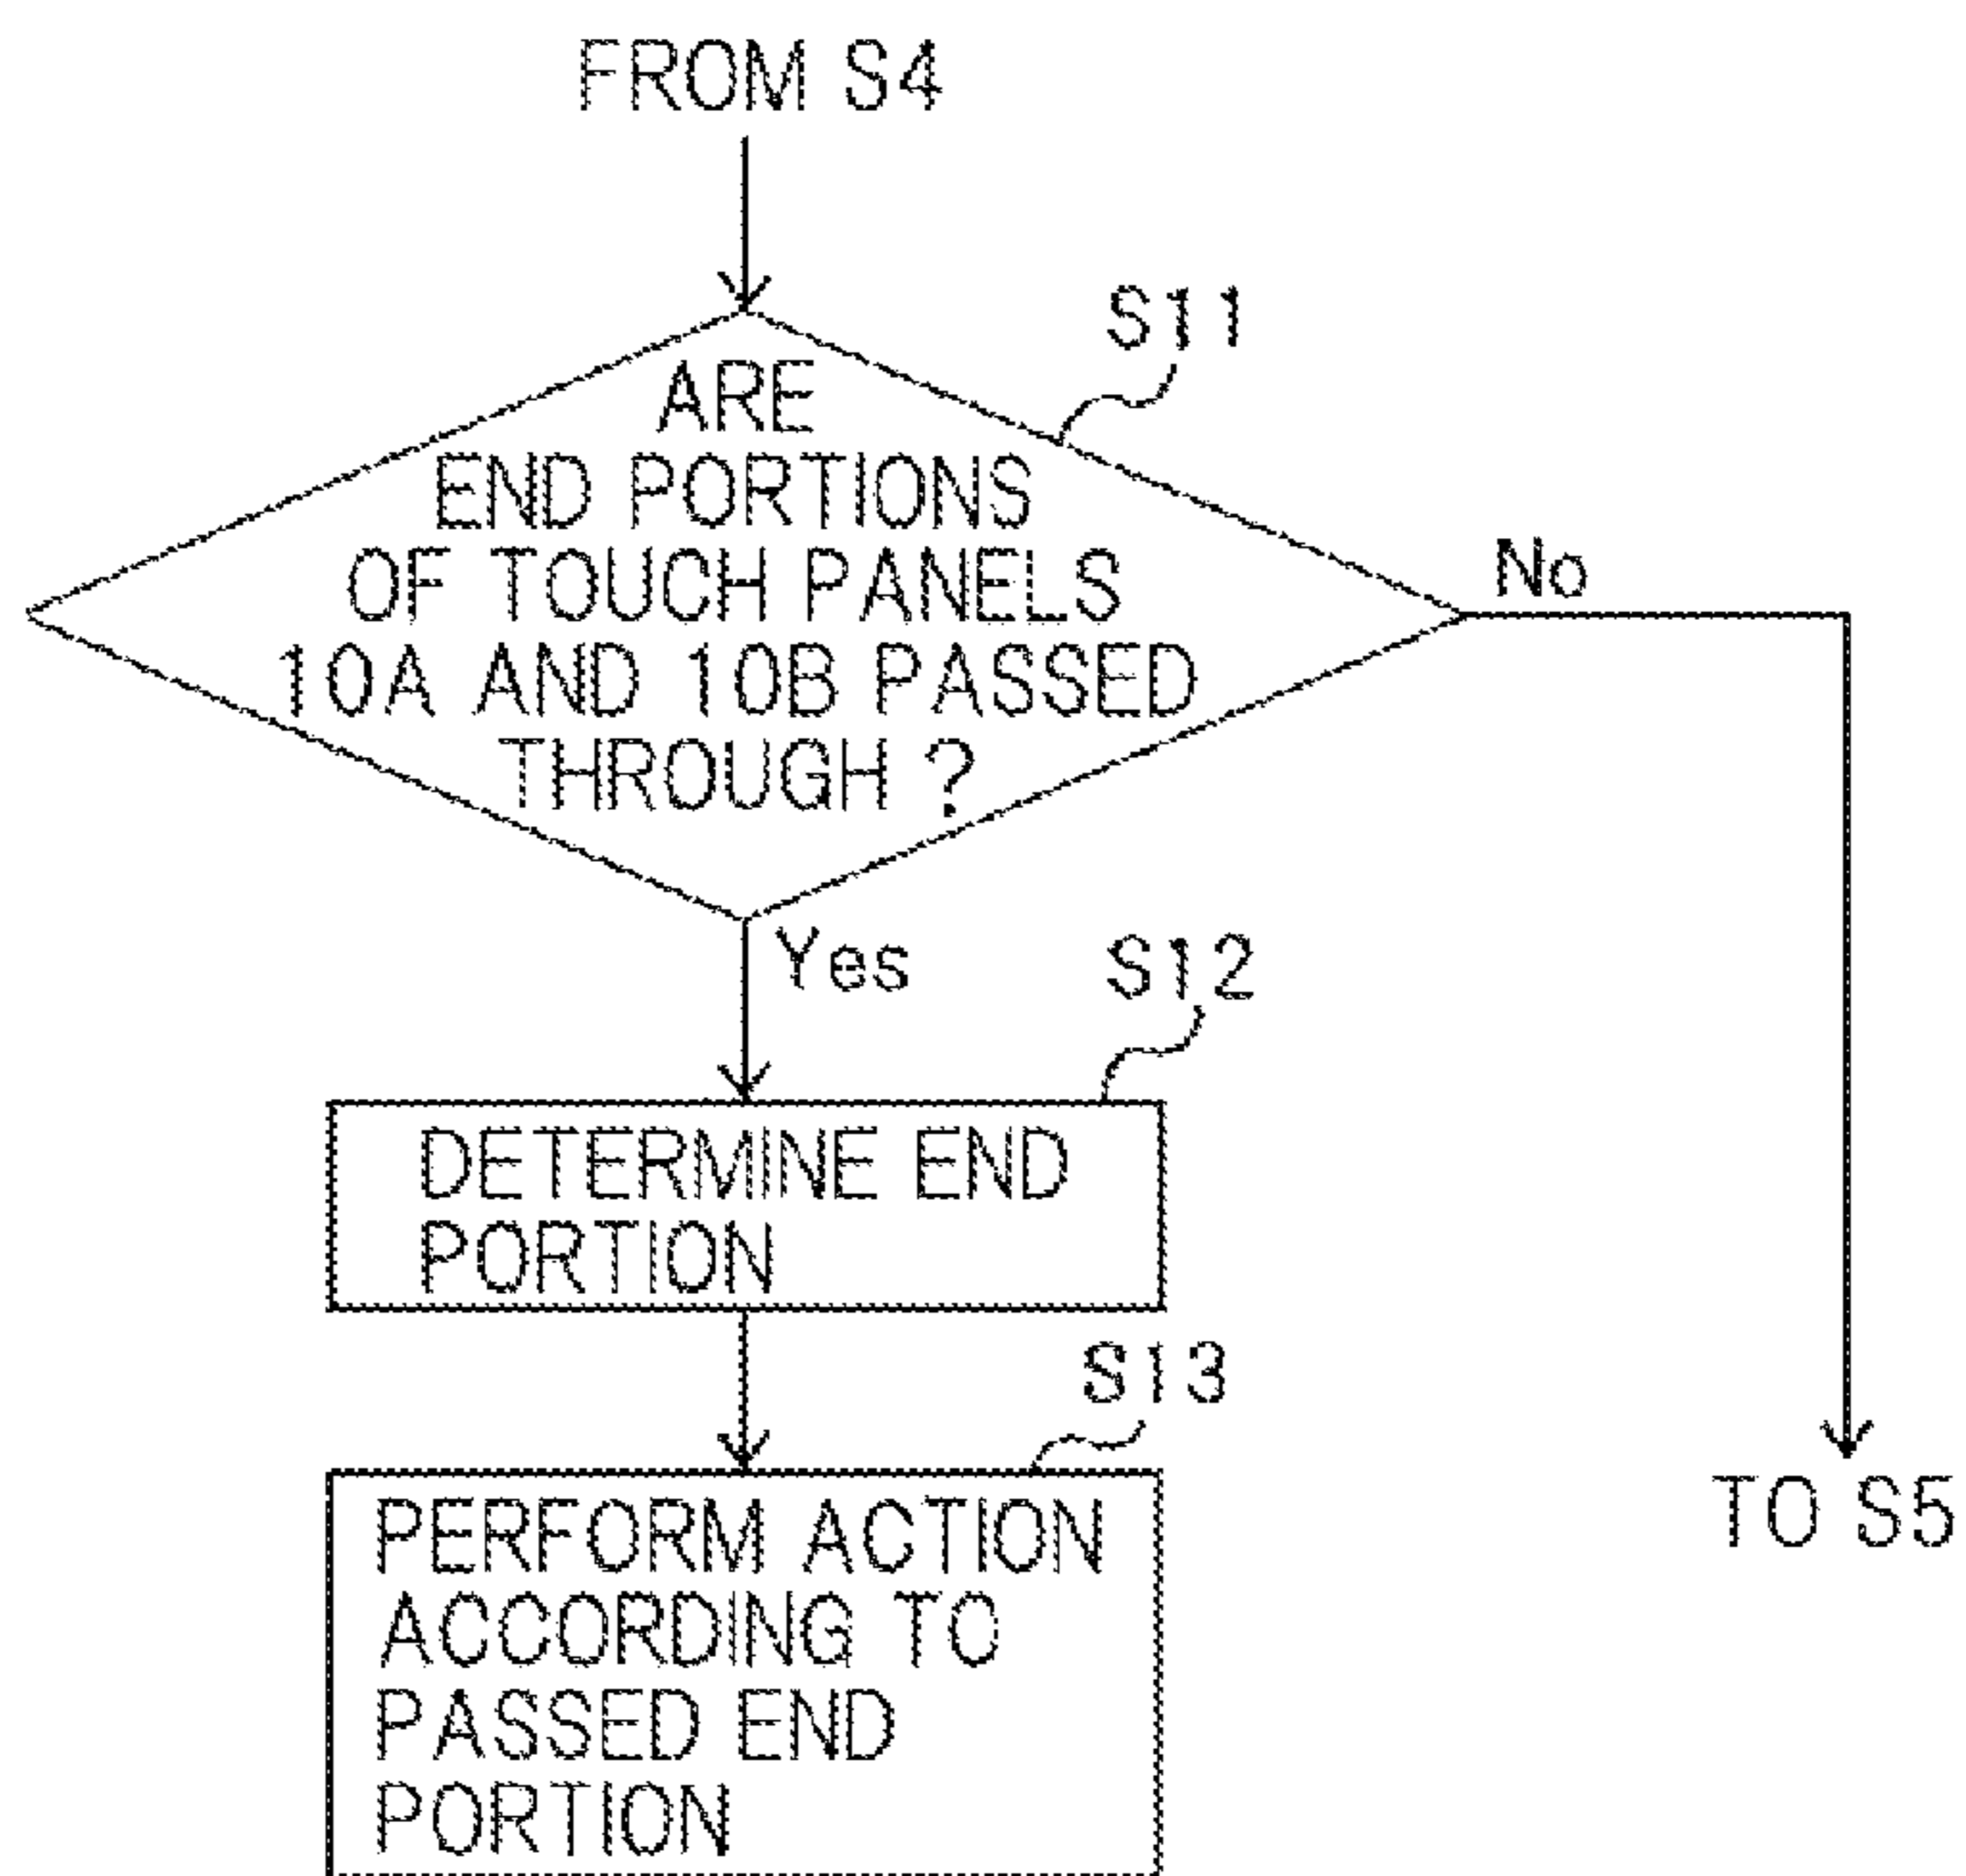 FROM S4
S11
ARE
END PORTIONS
OF TOUCH PANELS
10A AND 10B PASSED
THROUGH ?
No
Yes
S12
DETERMINE END
PORTION
S13
PERFORM ACTION
ACCORDING TO
PASSED END
PORTION
TO S5